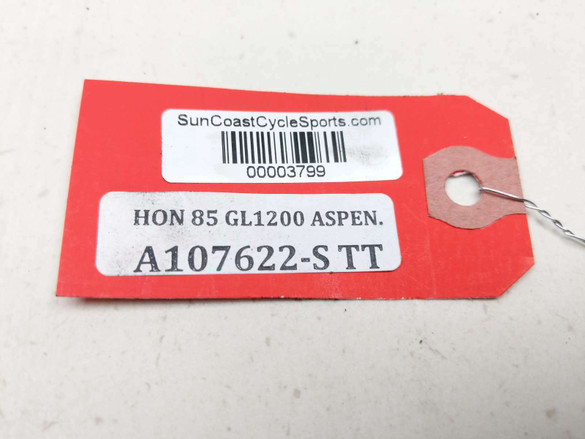 SunCoastCycleSports.com
00003799
HON 85 GL1200 ASPEN.
A107622-S TT